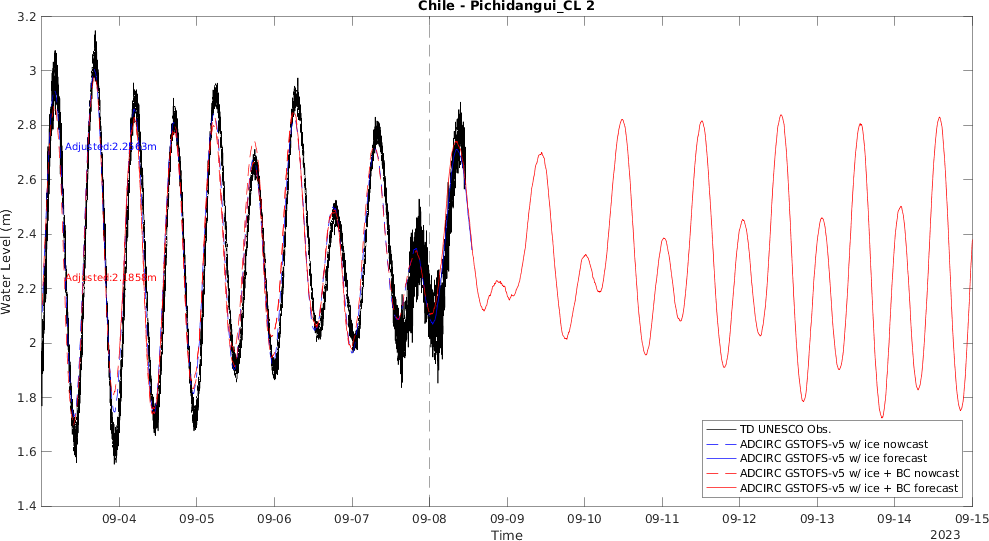 Chile - Pichidangui_CL 2
3.2
3
2.8
2.6
2.4
2.2
2
1.8
1.6
1.4
Water Level (m)
Adjusted:2.2563m
Adjusted:2.1858m
TD UNESCO Obs.
ADCIRC GSTOFS-v5 w/ ice nowcast
ADCIRC GSTOFS-v5 w/ ice forecast
ADCIRC GSTOFS-v5 w/ ice + BC nowcast
ADCIRC GSTOFS-v5 w/ ice + BC forecast
09-04 09-05 09-06 09-07 09-08 09-09 09-10 09-11 09-12 09-13 09-14 09-15
Time
2023